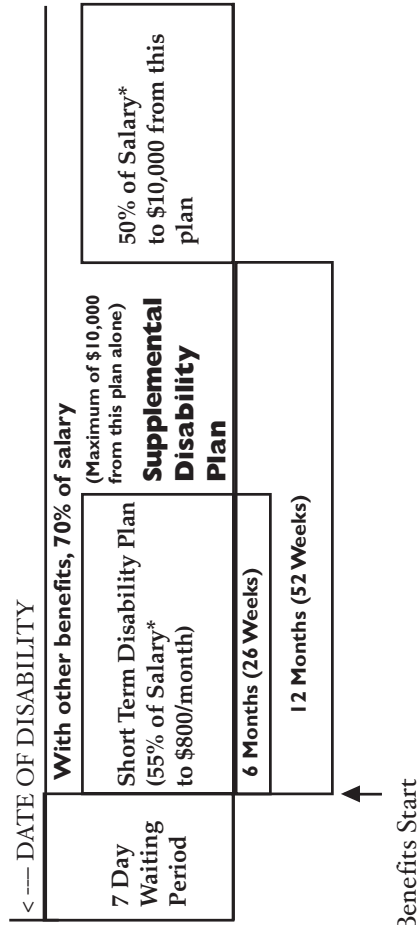 < ---- DATE OF DISABILITY
With other benefits, 70% of salary
7 Day
Waiting
Period
Short Term Disability Plan
(55% of Salary*
to $800/month)
(Maximum of $10,000
from this plan alone)
Supplemental
Disability
Plan
50% of Salary*
to $10,000 from this
plan
6 Months (26 Weeks)
12 Months (52 Weeks)
Benefits Start